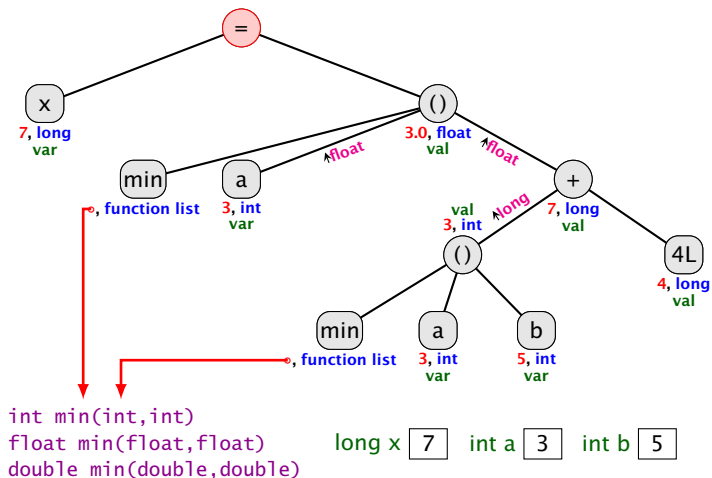 =
x
7, long
var
()
3.0, float
val
float
float
min
, function list
a
3, int
var
+
7, long
val
long
val
3, int
()
4L
4, long
val
min
, function list
a
3, int
var
b
5, int
var
int min(int,int)
float min(float,float)
double min(double,double)
long x 7 int a 3 int b 5